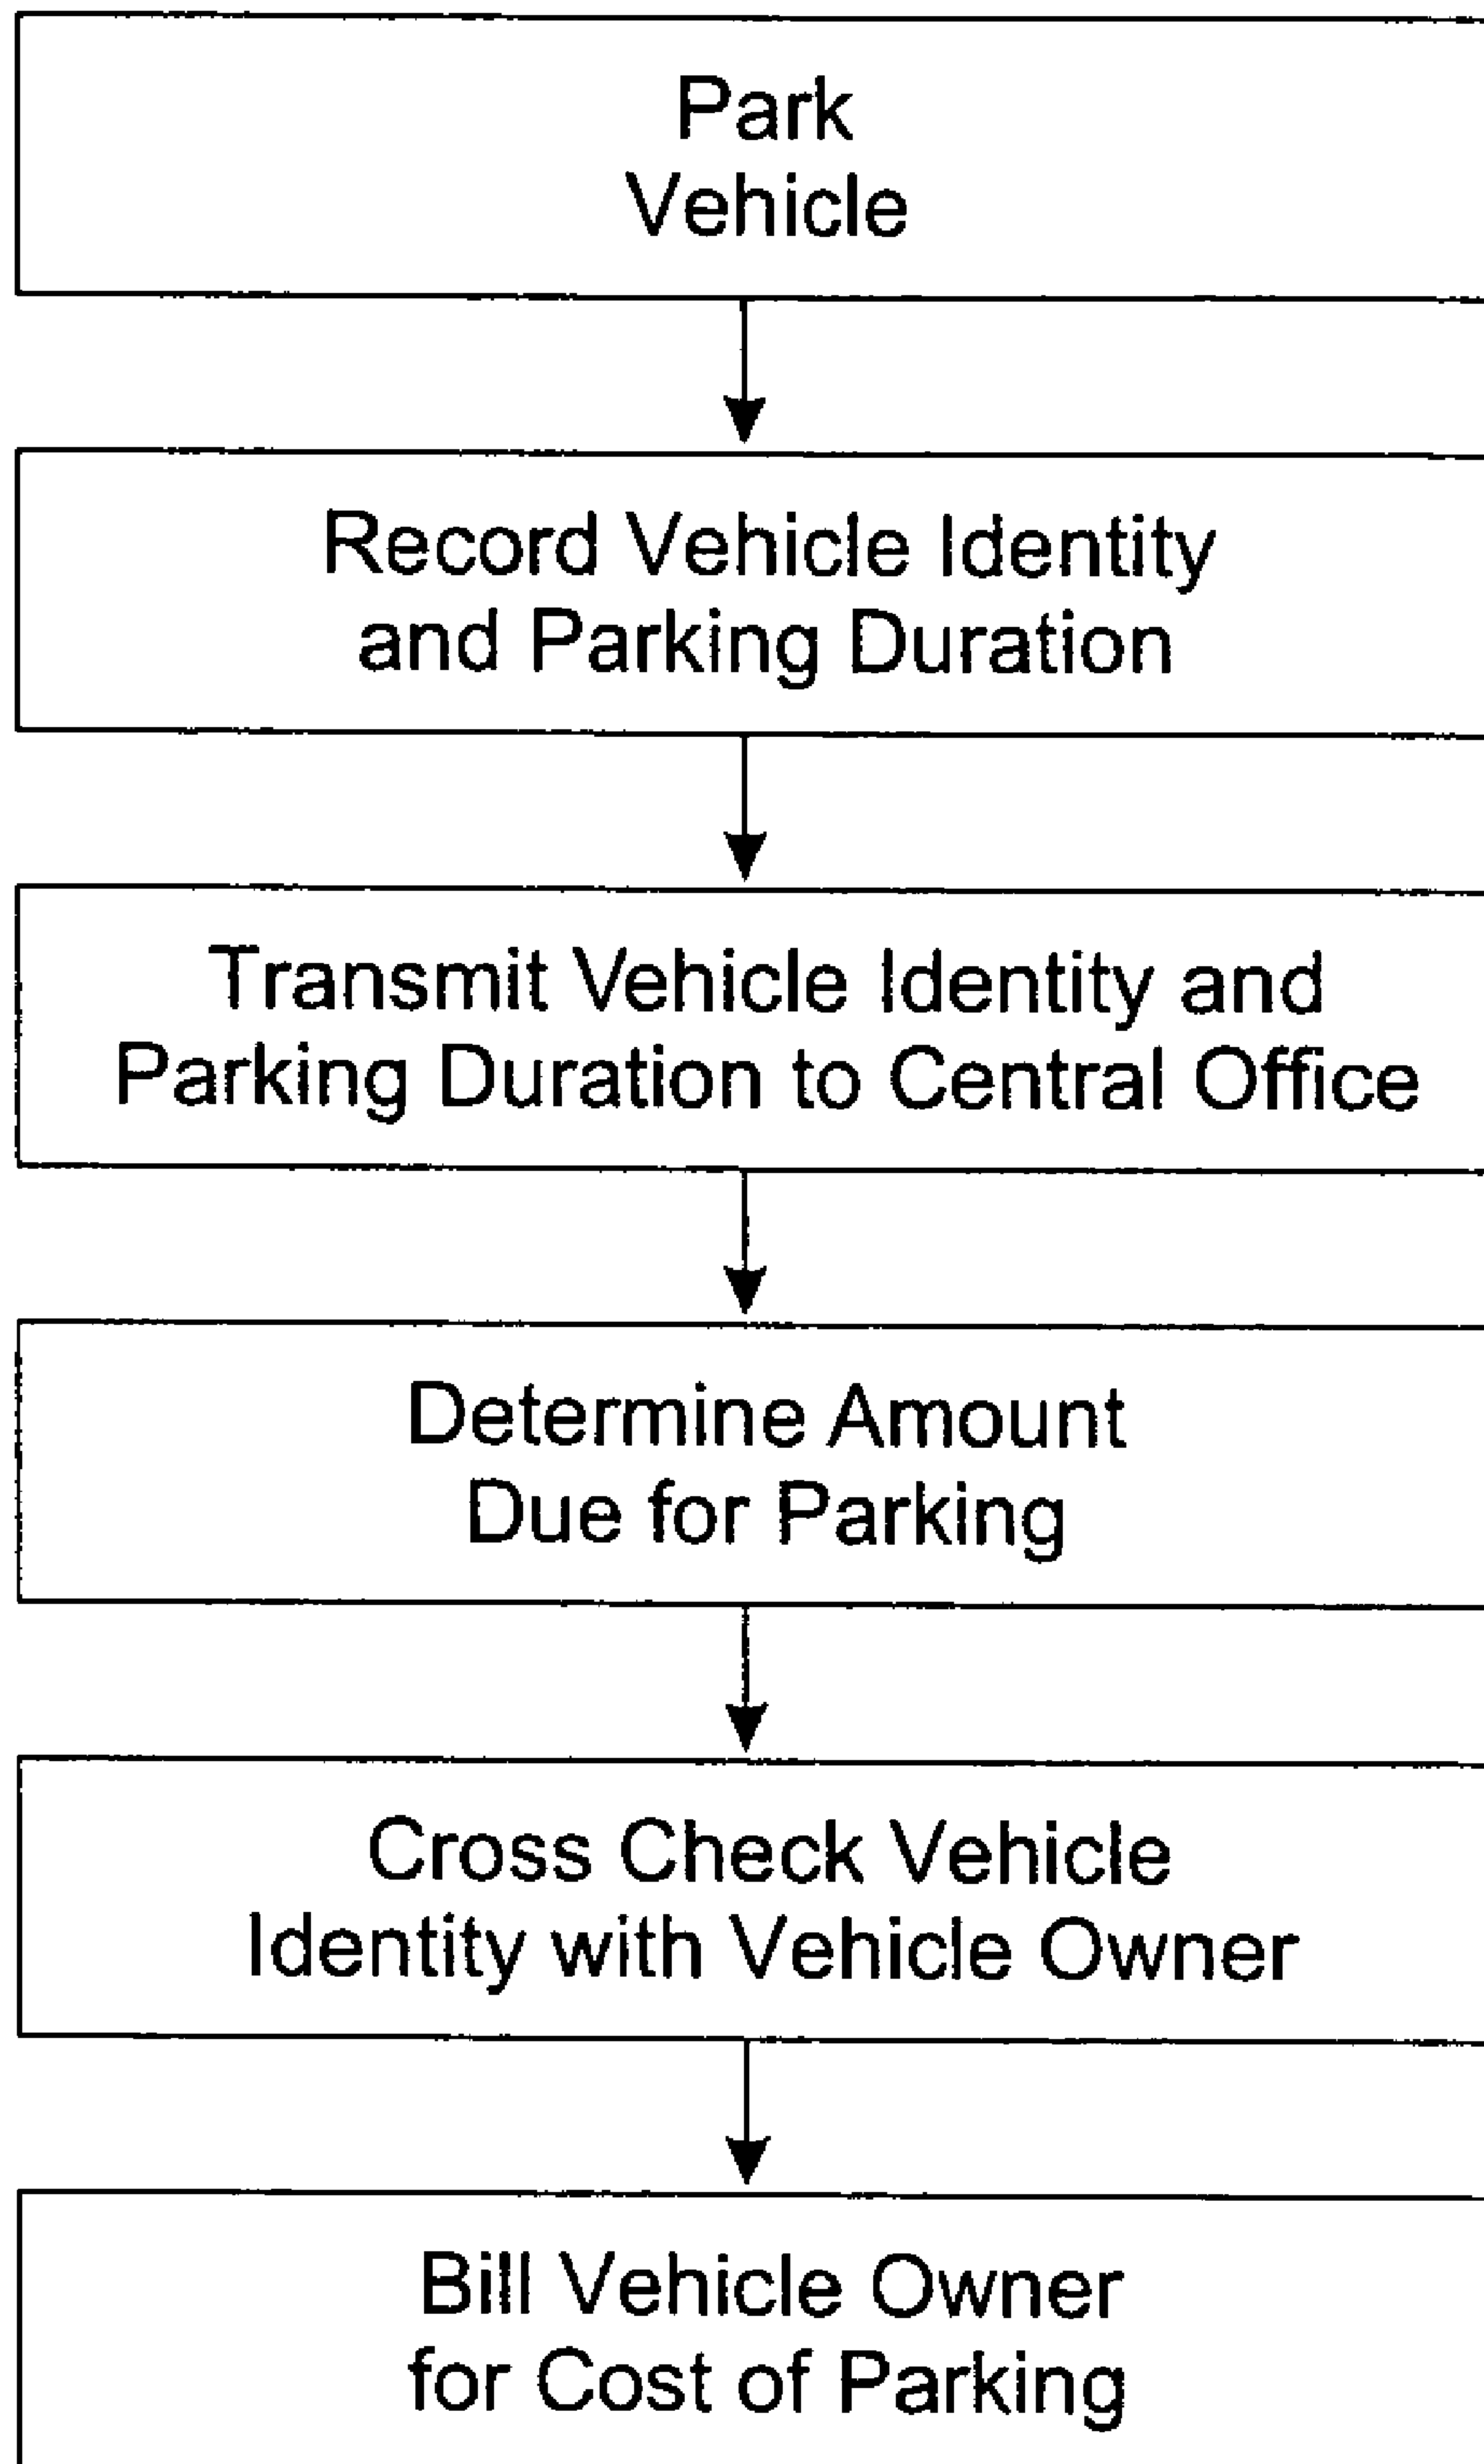 Park
Vehicle
Record Vehicle Identity
and Parking Duration
Transmit Vehicle Identity and
Parking Duration to Central Office
Determine Amount
Due for Parking
Cross Check Vehicle
Identity with Vehicle Owner
Bill Vehicle Owner
for Cost of Parking